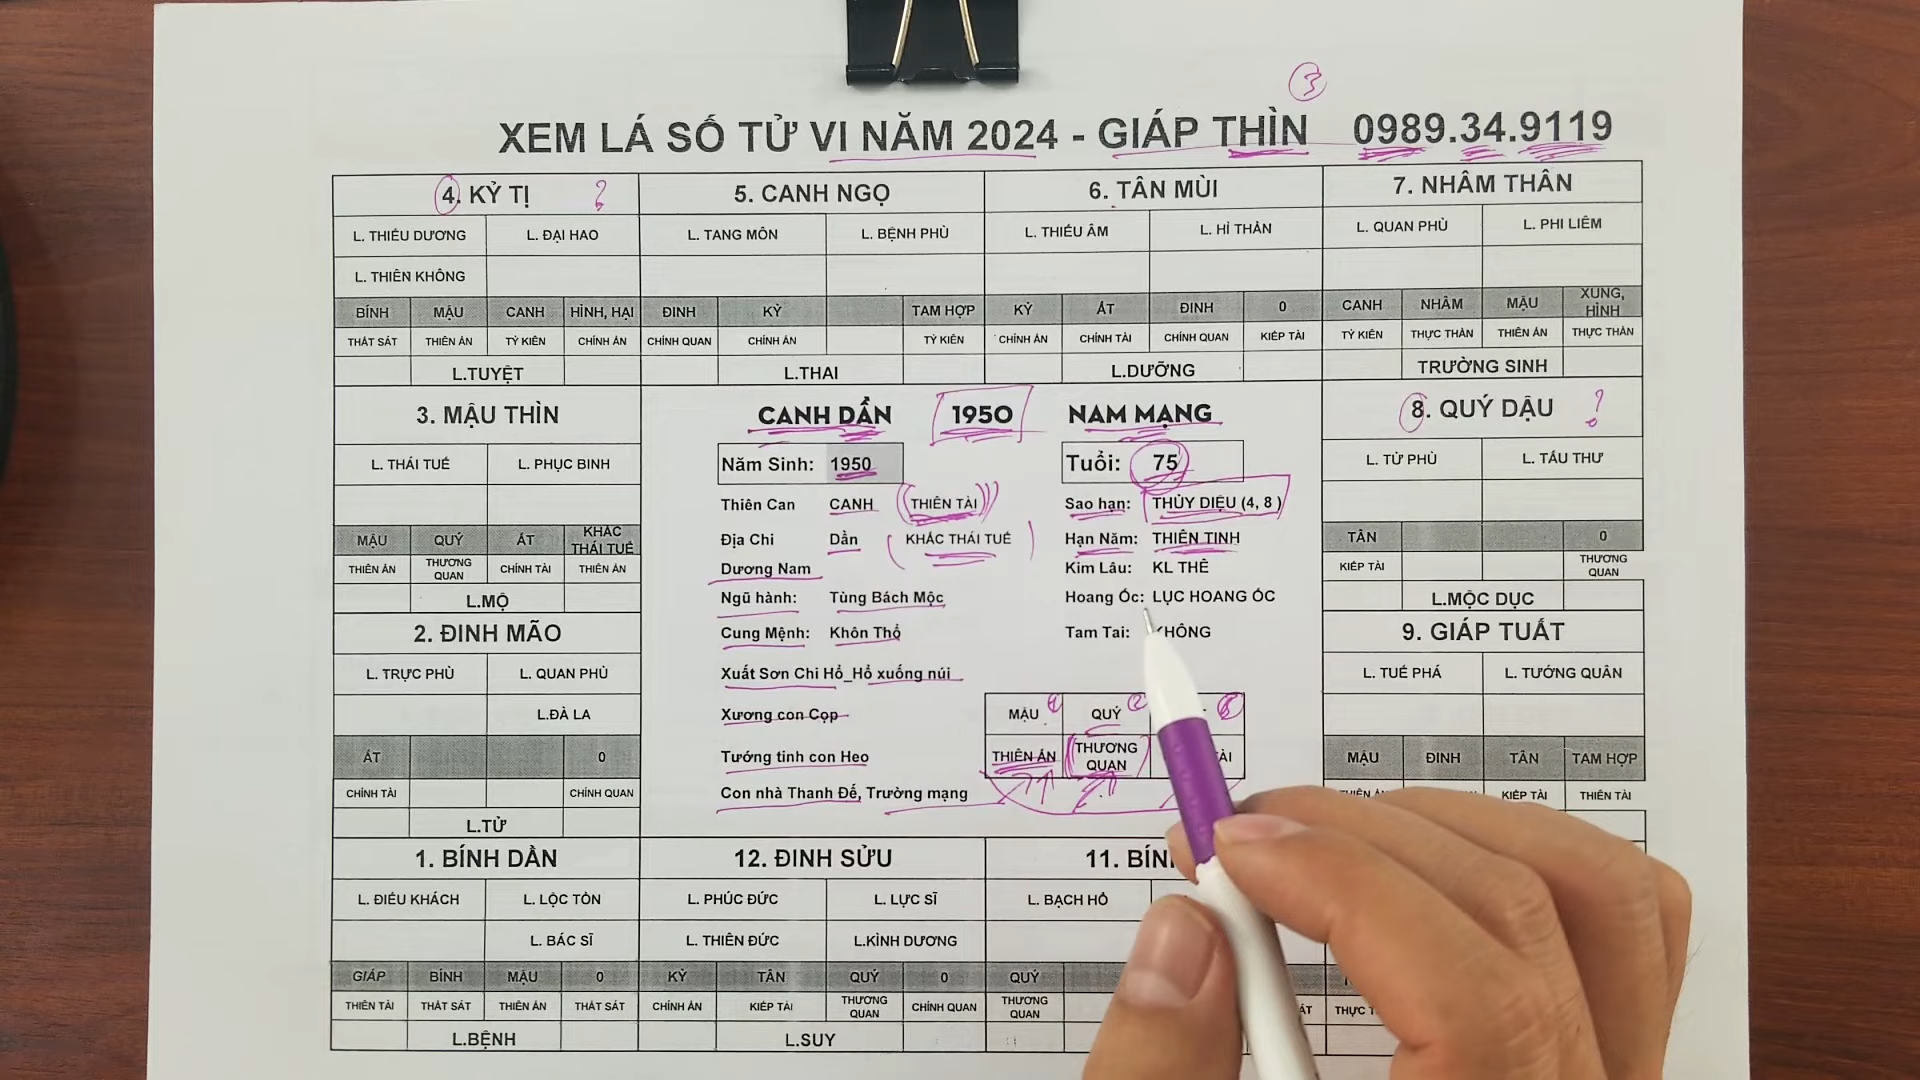 3
XEM LÁ SỐ TỬ VI NĂM 2024 - GIÁP THÌN 0989.34.9119
4. KỶ TỊ ?
5. CANH NGỌ
6. TÂN MÙI
7. NHÂM THÂN
L. THIẾU DƯƠNG L. ĐẠI HAO
L. TANG MÔN L. BỆNH PHÙ
L. THIẾU ÂM L. HỈ THẦN
L. QUAN PHÙ L. PHI LIÊM
L. THIÊN KHÔNG
BÍNH MẬU CANH HÌNH, HẠI
ĐINH KỶ TAM HỢP
KỶ ẤT ĐINH 0
CANH NHÂM MẬU XUNG, HÌNH
THẤT SÁT THIÊN ẤN TỶ KIÊN CHÍNH ẤN
CHÍNH QUAN CHÍNH ẤN TỶ KIÊN
CHÍNH ẤN CHÍNH TÀI CHÍNH QUAN KIẾP TÀI
TỶ KIÊN THỰC THẦN THIÊN ẤN THỰC THẦN
L.TUYỆT
L.THAI
L.DƯỠNG
TRƯỜNG SINH
3. MẬU THÌN
L. THÁI TUẾ L. PHỤC BINH
MẬU QUÝ ẤT KHẮC THÁI TUẾ
THIÊN ẤN THƯƠNG QUAN CHÍNH TÀI THIÊN ẤN
L.MỘ
CANH DẦN 1950 NAM MẠNG
Năm Sinh: 1950 Tuổi: 75
Thiên Can CANH THIÊN TÀI Sao hạn: THỦY DIỆU (4, 8 )
Địa Chi Dần KHẮC THÁI TUẾ Hạn Năm: THIÊN TINH
Dương Nam Kim Lâu: KL THÊ
Ngũ hành: Tùng Bách Mộc Hoang Ốc: LỤC HOANG ỐC
Cung Mệnh: Khôn Thổ Tam Tai: KHÔNG
Xuất Sơn Chi Hổ_Hổ xuống núi
Xương con Cọp
Tướng tinh con Heo
Con nhà Thanh Đế, Trường mạng
MẬU 1 QUÝ 2 3
THIÊN ẤN THƯƠNG QUAN
8. QUÝ DẬU ?
L. TỬ PHÙ L. TẤU THƯ
TÂN 0
KIẾP TÀI THƯƠNG QUAN
L.MỘC DỤC
2. ĐINH MÃO
L. TRỰC PHÙ L. QUAN PHỦ
L.ĐÀ LA
ẤT 0
CHÍNH TÀI CHÍNH QUAN
L.TỬ
9. GIÁP TUẤT
L. TUẾ PHÁ L. TƯỚNG QUÂN
MẬU ĐINH TÂN TAM HỢP
THIÊN ẤN KIẾP TÀI THIÊN TÀI
1. BÍNH DẦN
12. ĐINH SỬU
L. ĐIẾU KHÁCH L. LỘC TỒN
L. PHÚC ĐỨC L. LỰC SĨ
L. BẠCH HỔ
L. BÁC SĨ
L. THIÊN ĐỨC L.KÌNH DƯƠNG
GIÁP BÍNH MẬU 0
KỶ TÂN QUÝ 0
QUÝ
THIÊN TÀI THẤT SÁT THIÊN ẤN THẤT SÁT
CHÍNH ẤN KIẾP TÀI THƯƠNG QUAN CHÍNH QUAN
THƯƠNG QUAN
L.BỆNH
L.SUY